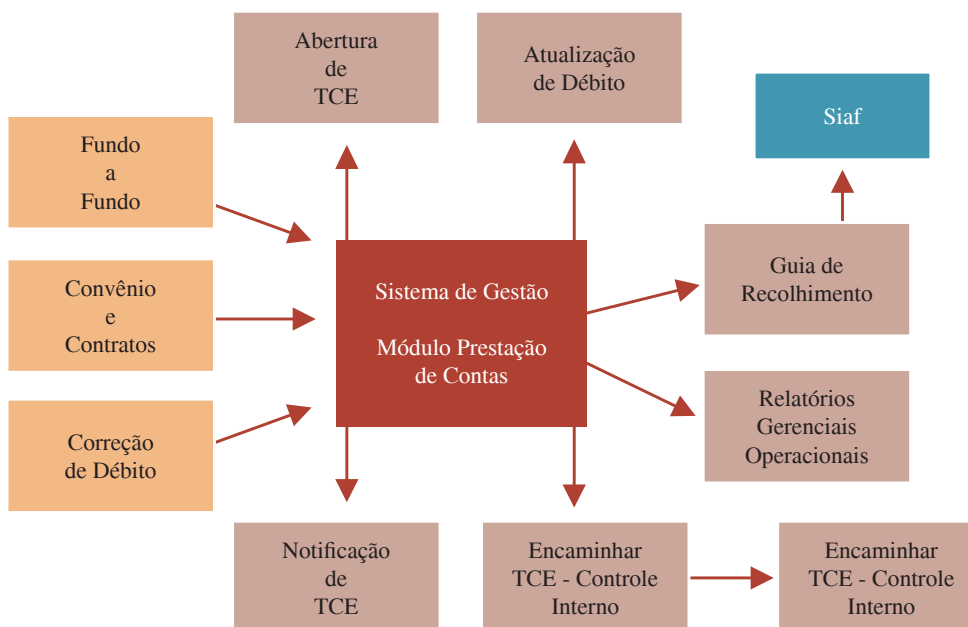 Abertura
de
TCE
Atualização
de Débito
Siaf
Fundo
a
Fundo
Convênio
e
Contratos
Correção
de Débito
Sistema de Gestão
Módulo Prestação
de Contas
Guia de
Recolhimento
Relatórios
Gerenciais
Operacionais
Notificação
de
TCE
Encaminhar
TCE - Controle
Interno
Encaminhar
TCE - Controle
Interno